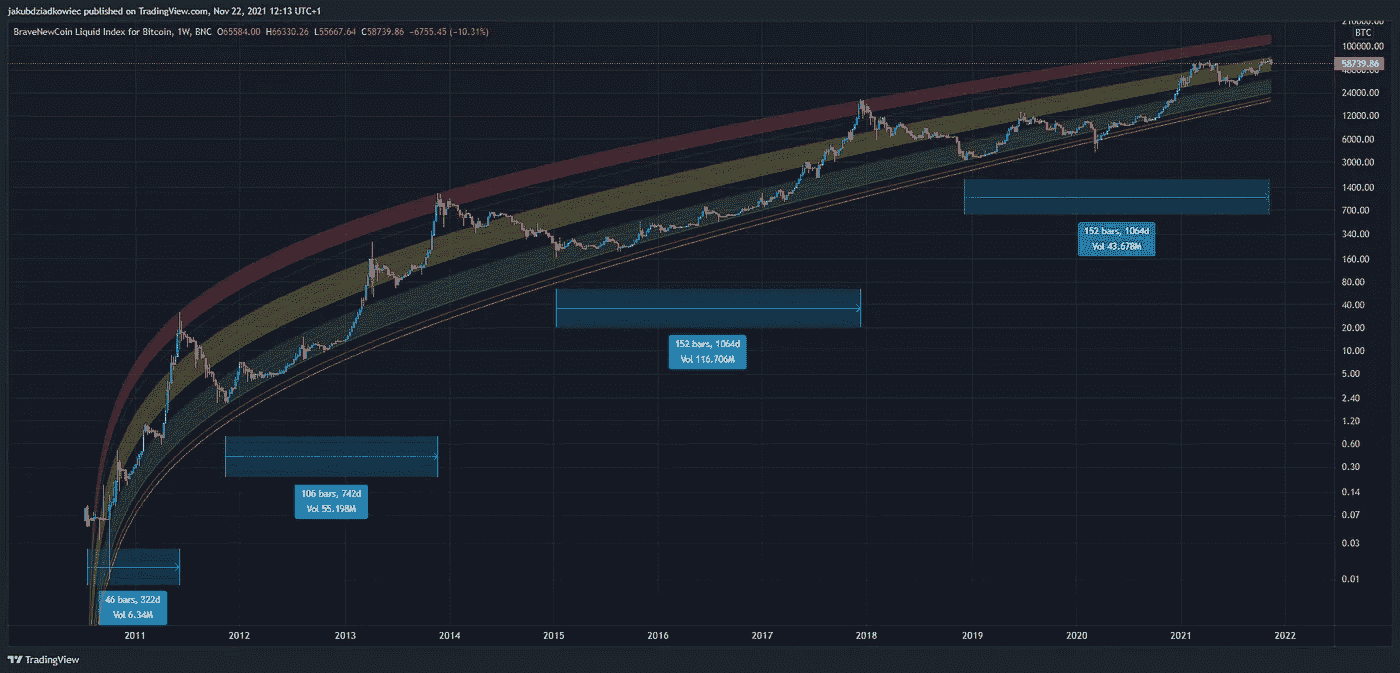 jakubdziadkowiec published on TradingView.com, Nov 22, 2021 12:13 UTC+1
BraveNewCoin Liquid Index for Bitcoin, 1W, BNC O65584.00 H66330.26 L55667.64 C58739.86 −6755.45 (−10.31%)
210000.00
BTC
100000.00
58739.86
48000.00
24000.00
12000.00
6000.00
3000.00
1400.00
700.00
340.00
160.00
80.00
40.00
20.00
10.00
5.00
2.40
1.20
0.60
0.30
0.14
0.07
0.03
0.01
152 bars, 1064d
Vol 43.678M
152 bars, 1064d
Vol 116.706M
106 bars, 742d
Vol 55.198M
46 bars, 322d
Vol 6.34M
2011 2012 2013 2014 2015 2016 2017 2018 2019 2020 2021 2022
TradingView